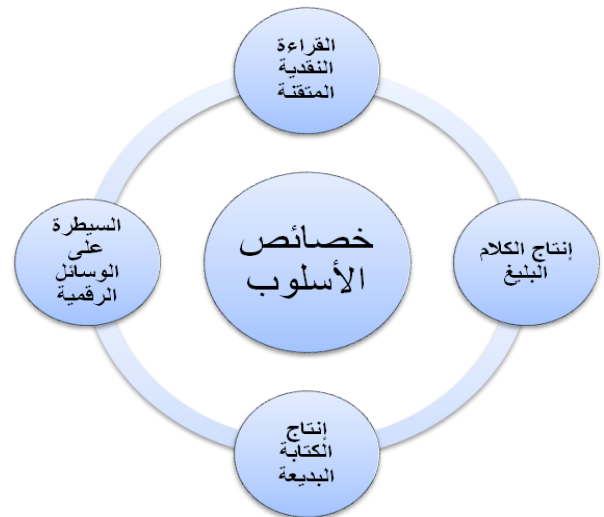 القراءة
النقدية
المتقنة
خصائص
الأسلوب
إنتاج الكلام
البليغ
السيطرة
على
الوسائل
الرقمية
إنتاج
الكتابة
البديعة